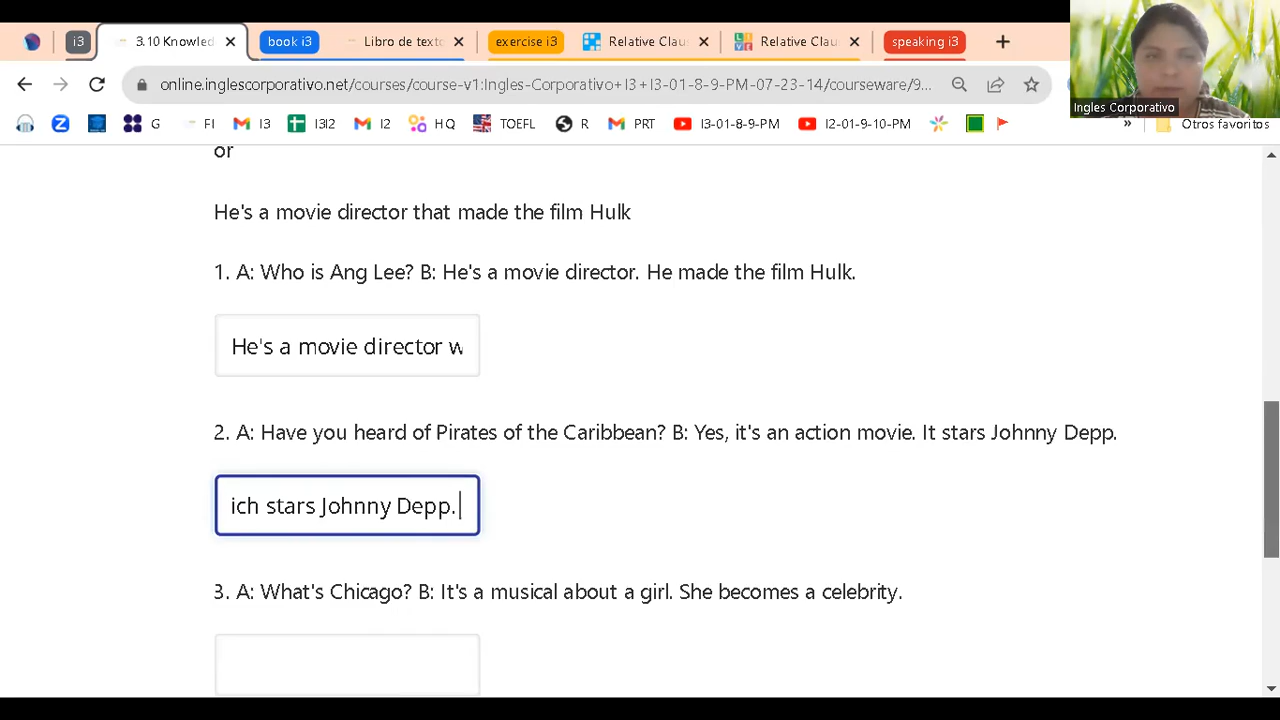 i3
3.10 Knowled
book i3
Libro de texto
exercise i3
Relative Clau
Relative Clau
speaking i3
online.inglescorporativo.net/courses/course-v1:Ingles-Corporativo+I3+I3-01-8-9-PM-07-23-14/courseware/9...
Ingles Corporativo
G
FI
I3
I3I2
I2
HQ
TOEFL
R
PRT
I3-01-8-9-PM
I2-01-9-10-PM
»
Otros favoritos
or
He's a movie director that made the film Hulk
1. A: Who is Ang Lee? B: He's a movie director. He made the film Hulk.
He's a movie director w
2. A: Have you heard of Pirates of the Caribbean? B: Yes, it's an action movie. It stars Johnny Depp.
ich stars Johnny Depp.
3. A: What's Chicago? B: It's a musical about a girl. She becomes a celebrity.